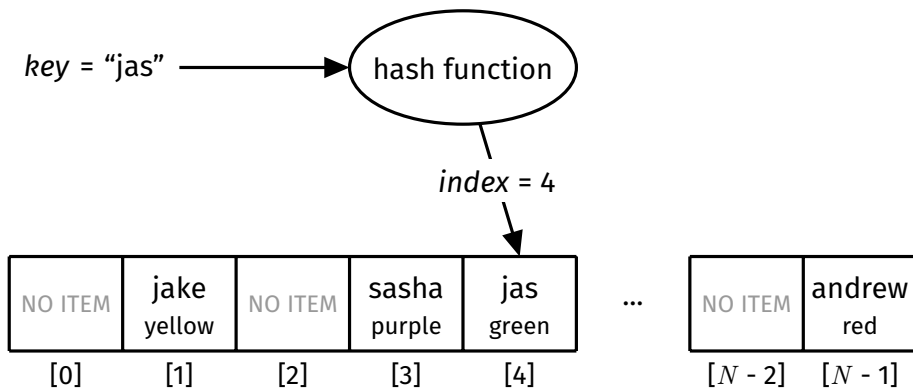 key = “jas”
hash function
index = 4
NO ITEM
jake
yellow
NO ITEM
sasha
purple
jas
green
...
NO ITEM
andrew
red
[0]
[1]
[2]
[3]
[4]
[N - 2]
[N - 1]